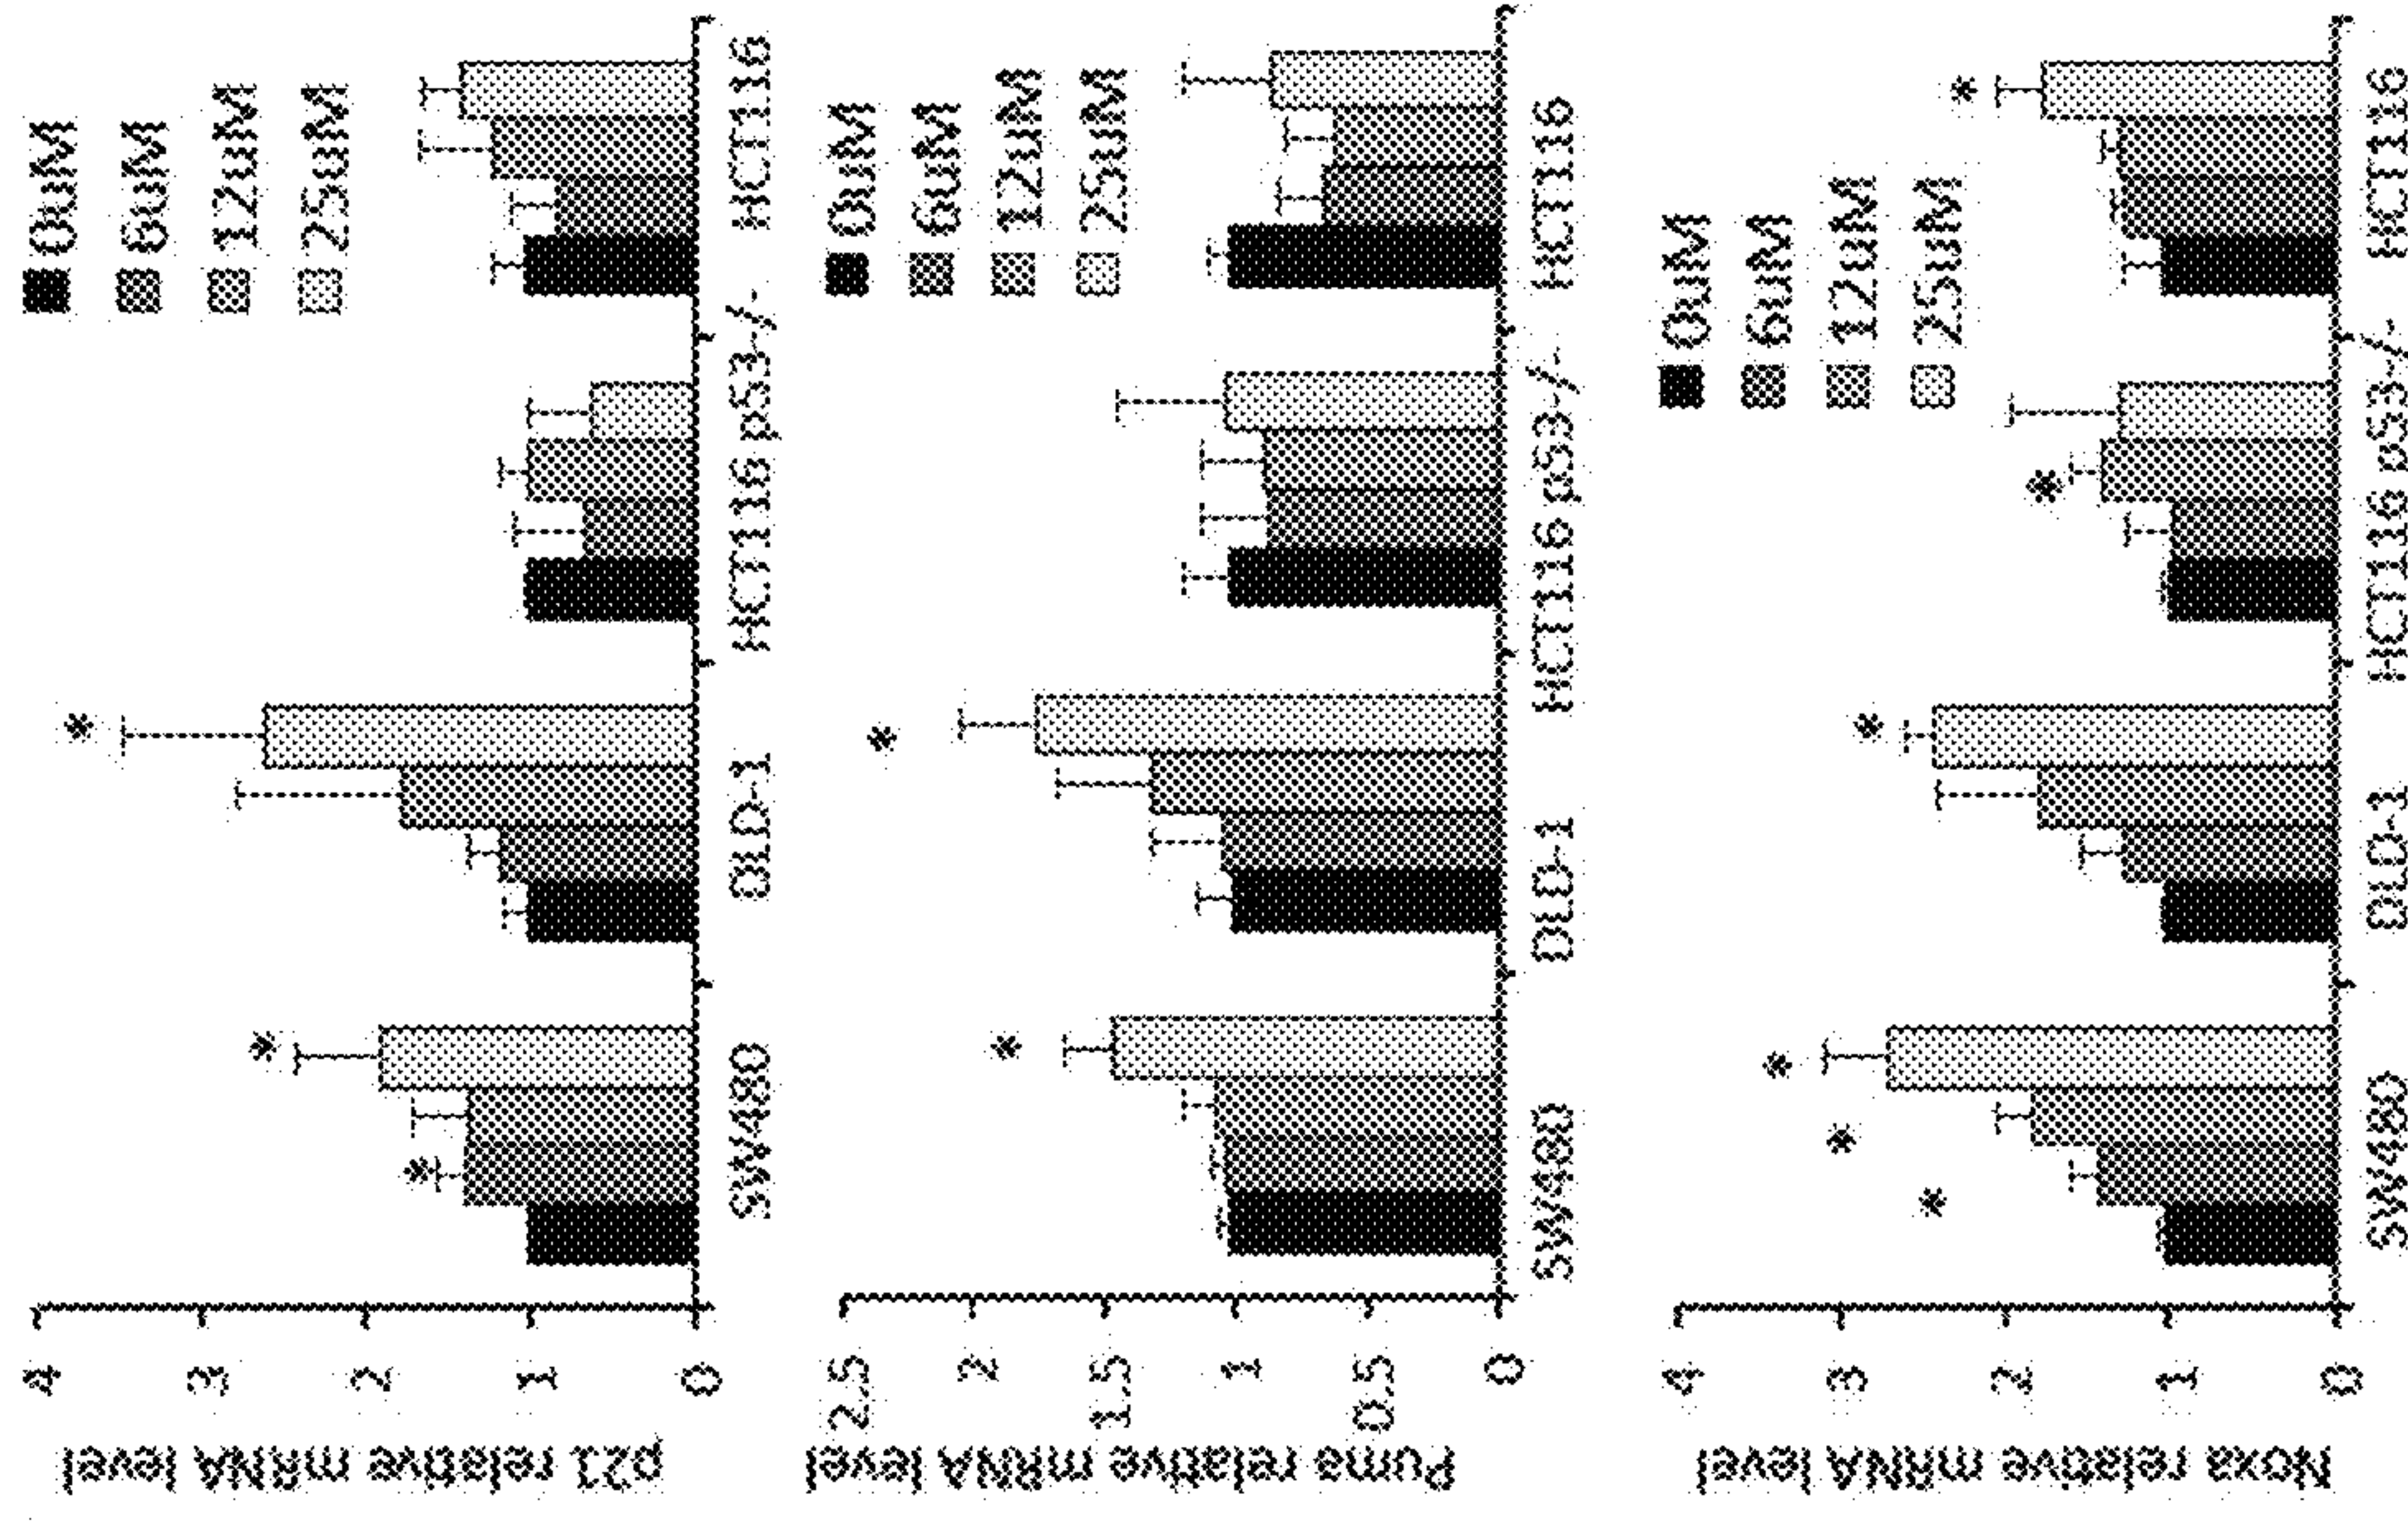 p21 relative mRNA level
4
3
2
1
0
0uM
6uM
12uM
25uM
SW480
DLD-1
HCT116 p53-/-
HCT116
*
*
*
Puma relative mRNA level
2.5
2
1.5
1
0.5
0
0uM
6uM
12uM
25uM
SW480
DLD-1
HCT116 p53-/-
HCT116
*
*
Noxa relative mRNA level
4
3
2
1
0
0uM
6uM
12uM
25uM
SW480
DLD-1
HCT116 p53-/-
HCT116
*
*
*
*
*
*